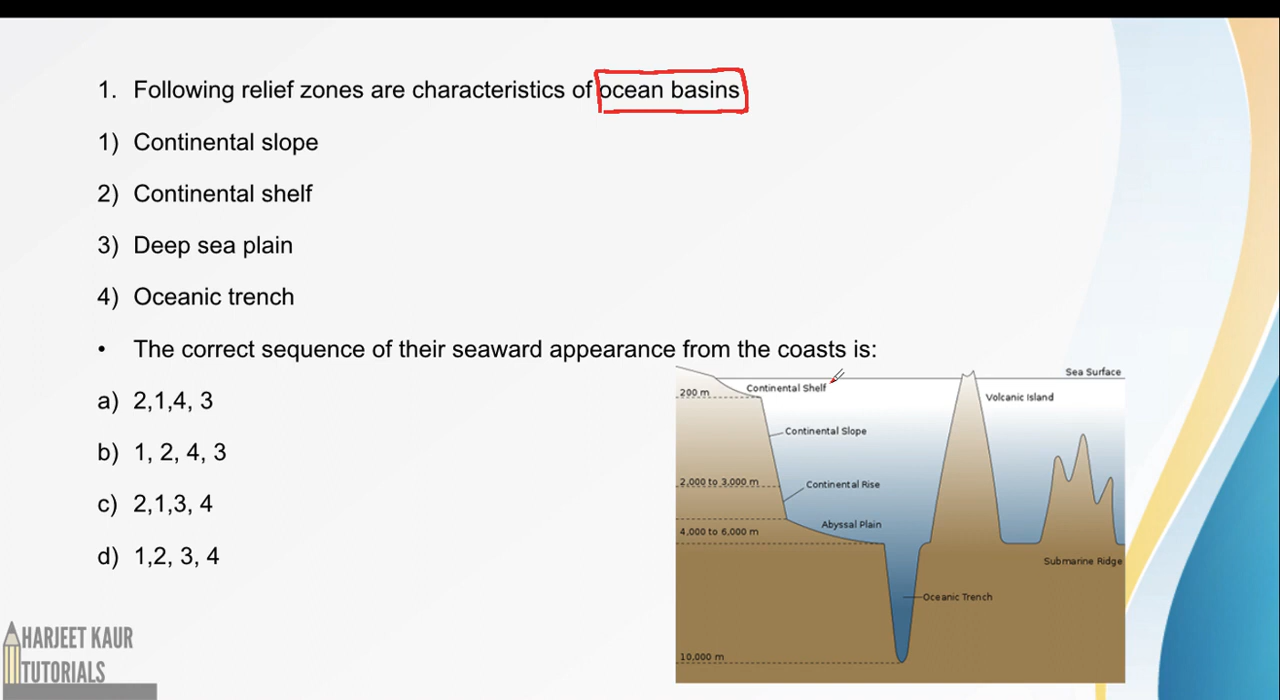 1. Following relief zones are characteristics of ocean basins
1) Continental slope
2) Continental shelf
3) Deep sea plain
4) Oceanic trench
• The correct sequence of their seaward appearance from the coasts is:
a) 2,1,4, 3
b) 1, 2, 4, 3
c) 2,1,3, 4
d) 1,2, 3, 4
Sea Surface
Continental Shelf
200 m
Volcanic Island
Continental Slope
2,000 to 3,000 m
Continental Rise
Abyssal Plain
4,000 to 6,000 m
Submarine Ridge
Oceanic Trench
10,000 m
HARJEET KAUR
TUTORIALS